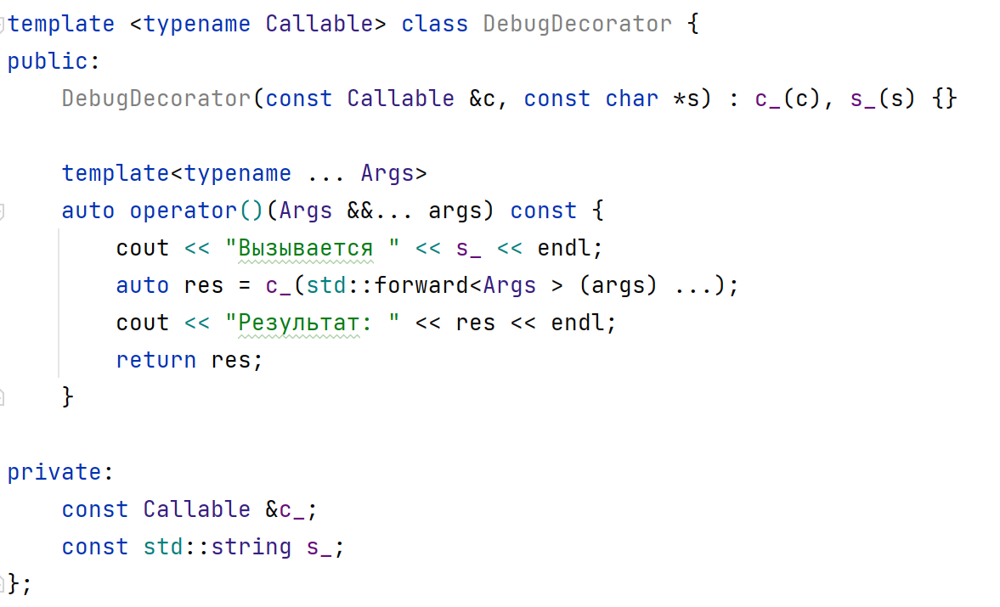 template <typename Callable> class DebugDecorator {
public:
    DebugDecorator(const Callable &c, const char *s) : c_(c), s_(s) {}

    template<typename ... Args>
    auto operator()(Args &&... args) const {
        cout << "Вызывается " << s_ << endl;
        auto res = c_(std::forward<Args > (args) ...);
        cout << "Результат: " << res << endl;
        return res;
    }

private:
    const Callable &c_;
    const std::string s_;
};